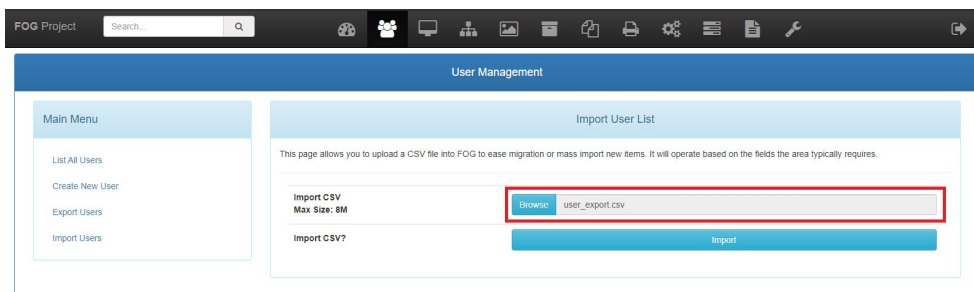 FOG Project
Search...
User Management
Main Menu
List All Users
Create New User
Export Users
Import Users
Import User List
This page allows you to upload a CSV file into FOG to ease migration or mass import new items. It will operate based on the fields the area typically requires.
Import CSV
Max Size: 8M
Browse user_export.csv
Import CSV?
Import